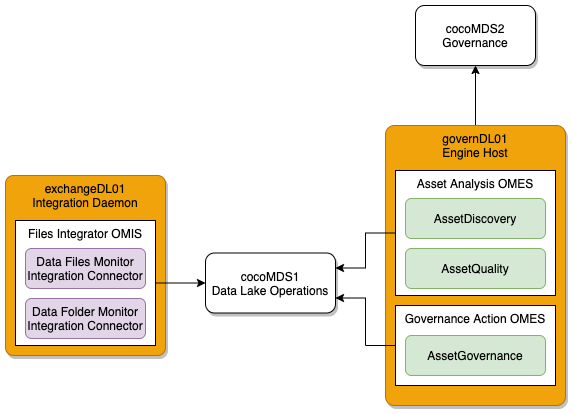 cocoMDS2
Governance
governDL01
Engine Host
Asset Analysis OMES
AssetDiscovery
AssetQuality
Governance Action OMES
AssetGovernance
exchangeDL01
Integration Daemon
Files Integrator OMIS
Data Files Monitor
Integration Connector
Data Folder Monitor
Integration Connector
cocoMDS1
Data Lake Operations